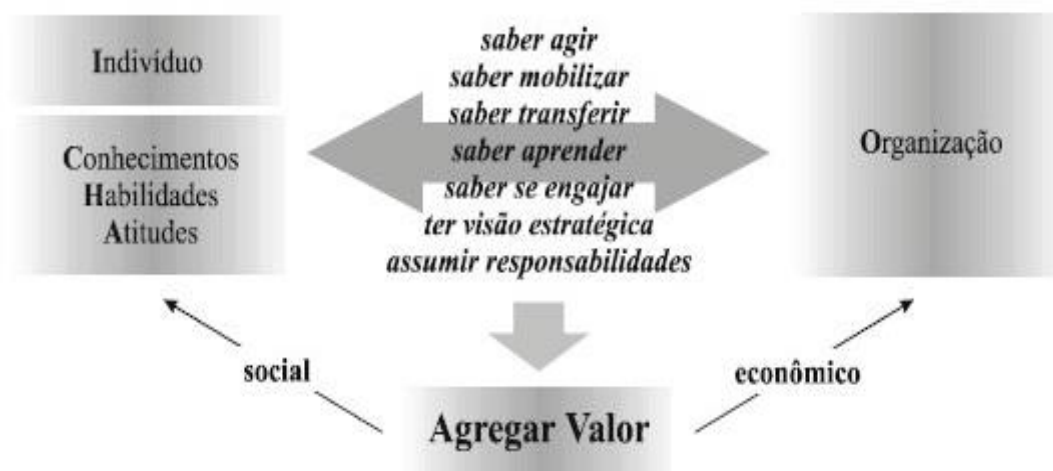 Indivíduo
Conhecimentos
Habilidades
Atitudes
saber agir
saber mobilizar
saber transferir
saber aprender
saber se engajar
ter visão estratégica
assumir responsabilidades
Organização
social
econômico
Agregar Valor